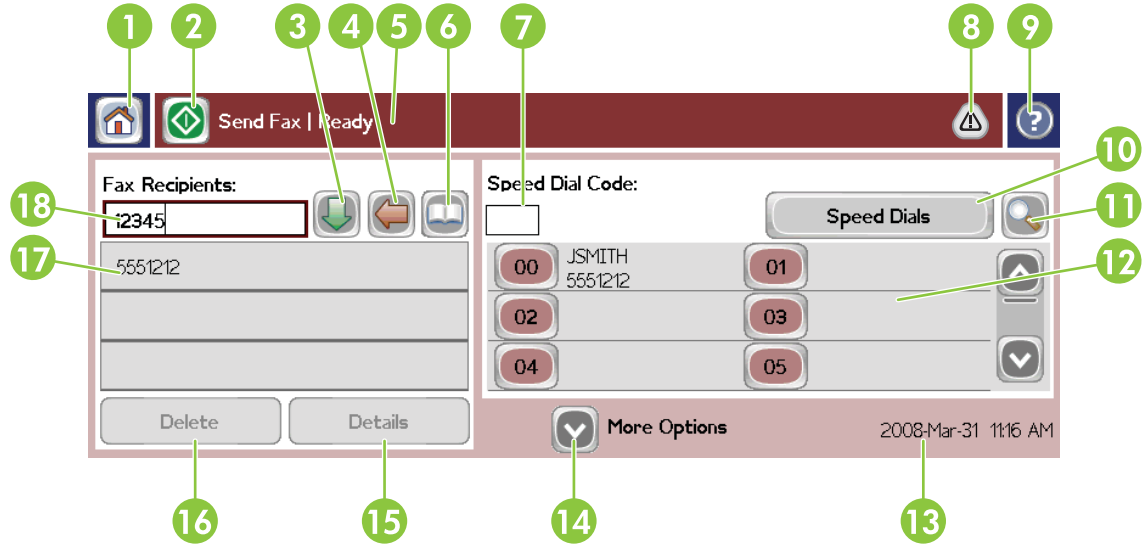 1 2 3 4 5 6 7 8 9
Send Fax | Ready ?
10
Fax Recipients: Speed Dial Code:
18 12345 Speed Dials 11
17 5551212 00 JSMITH 01 12
5551212
02 03
04 05
Delete Details More Options 2008-Mar-31 11:16 AM
16 15 14 13